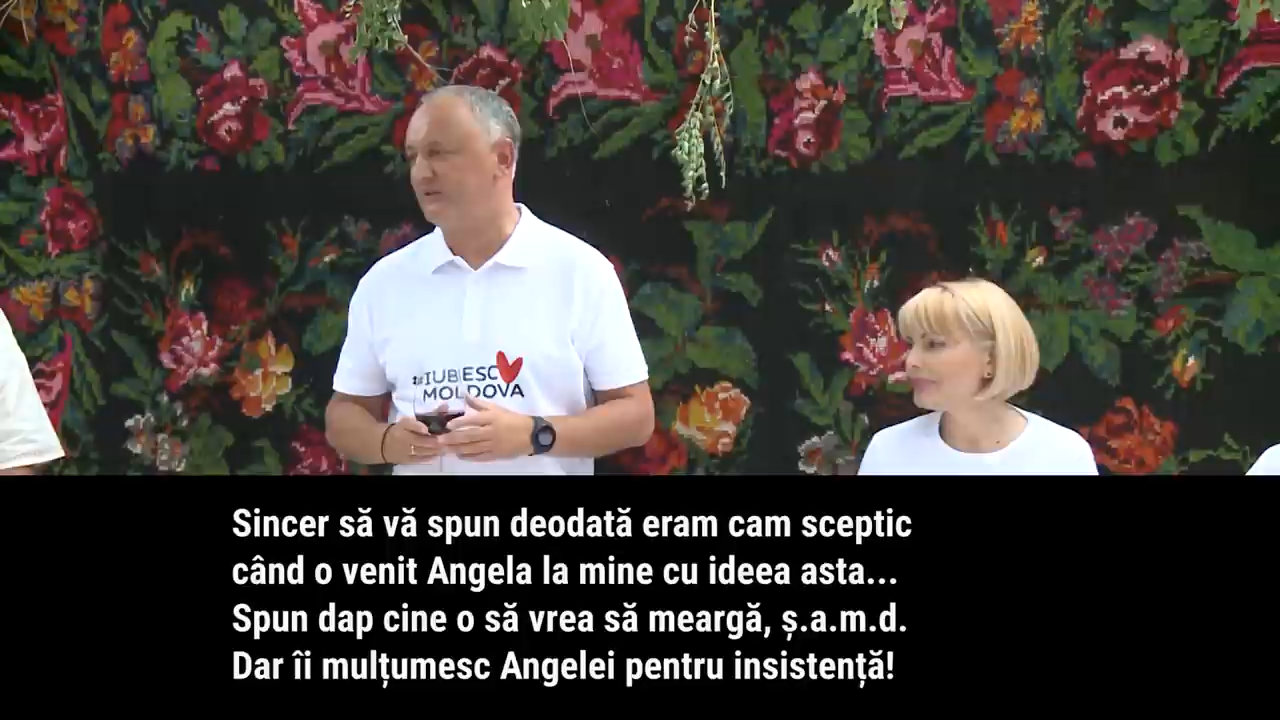 #IUBESC
MOLDOVA
Sincer să vă spun deodată eram cam sceptic
când o venit Angela la mine cu ideea asta...
Spun dap cine o să vrea să meargă, ș.a.m.d.
Dar îi mulțumesc Angelei pentru insistență!